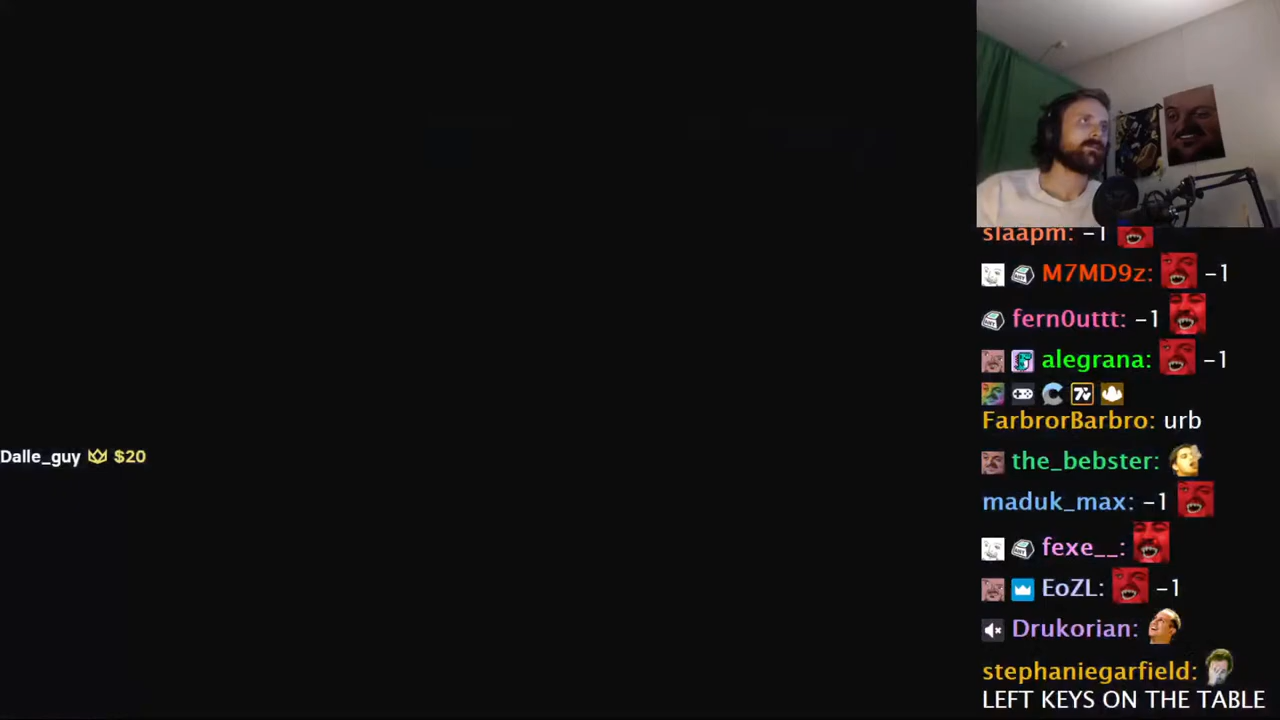 slaapm: -1
M7MD9z: -1
fern0uttt: -1
alegrana: -1
FarbrorBarbro: urb
the_bebster:
maduk_max: -1
fexe__:
EoZL: -1
Drukorian:
stephaniegarfield:
LEFT KEYS ON THE TABLE
Dalle_guy $20